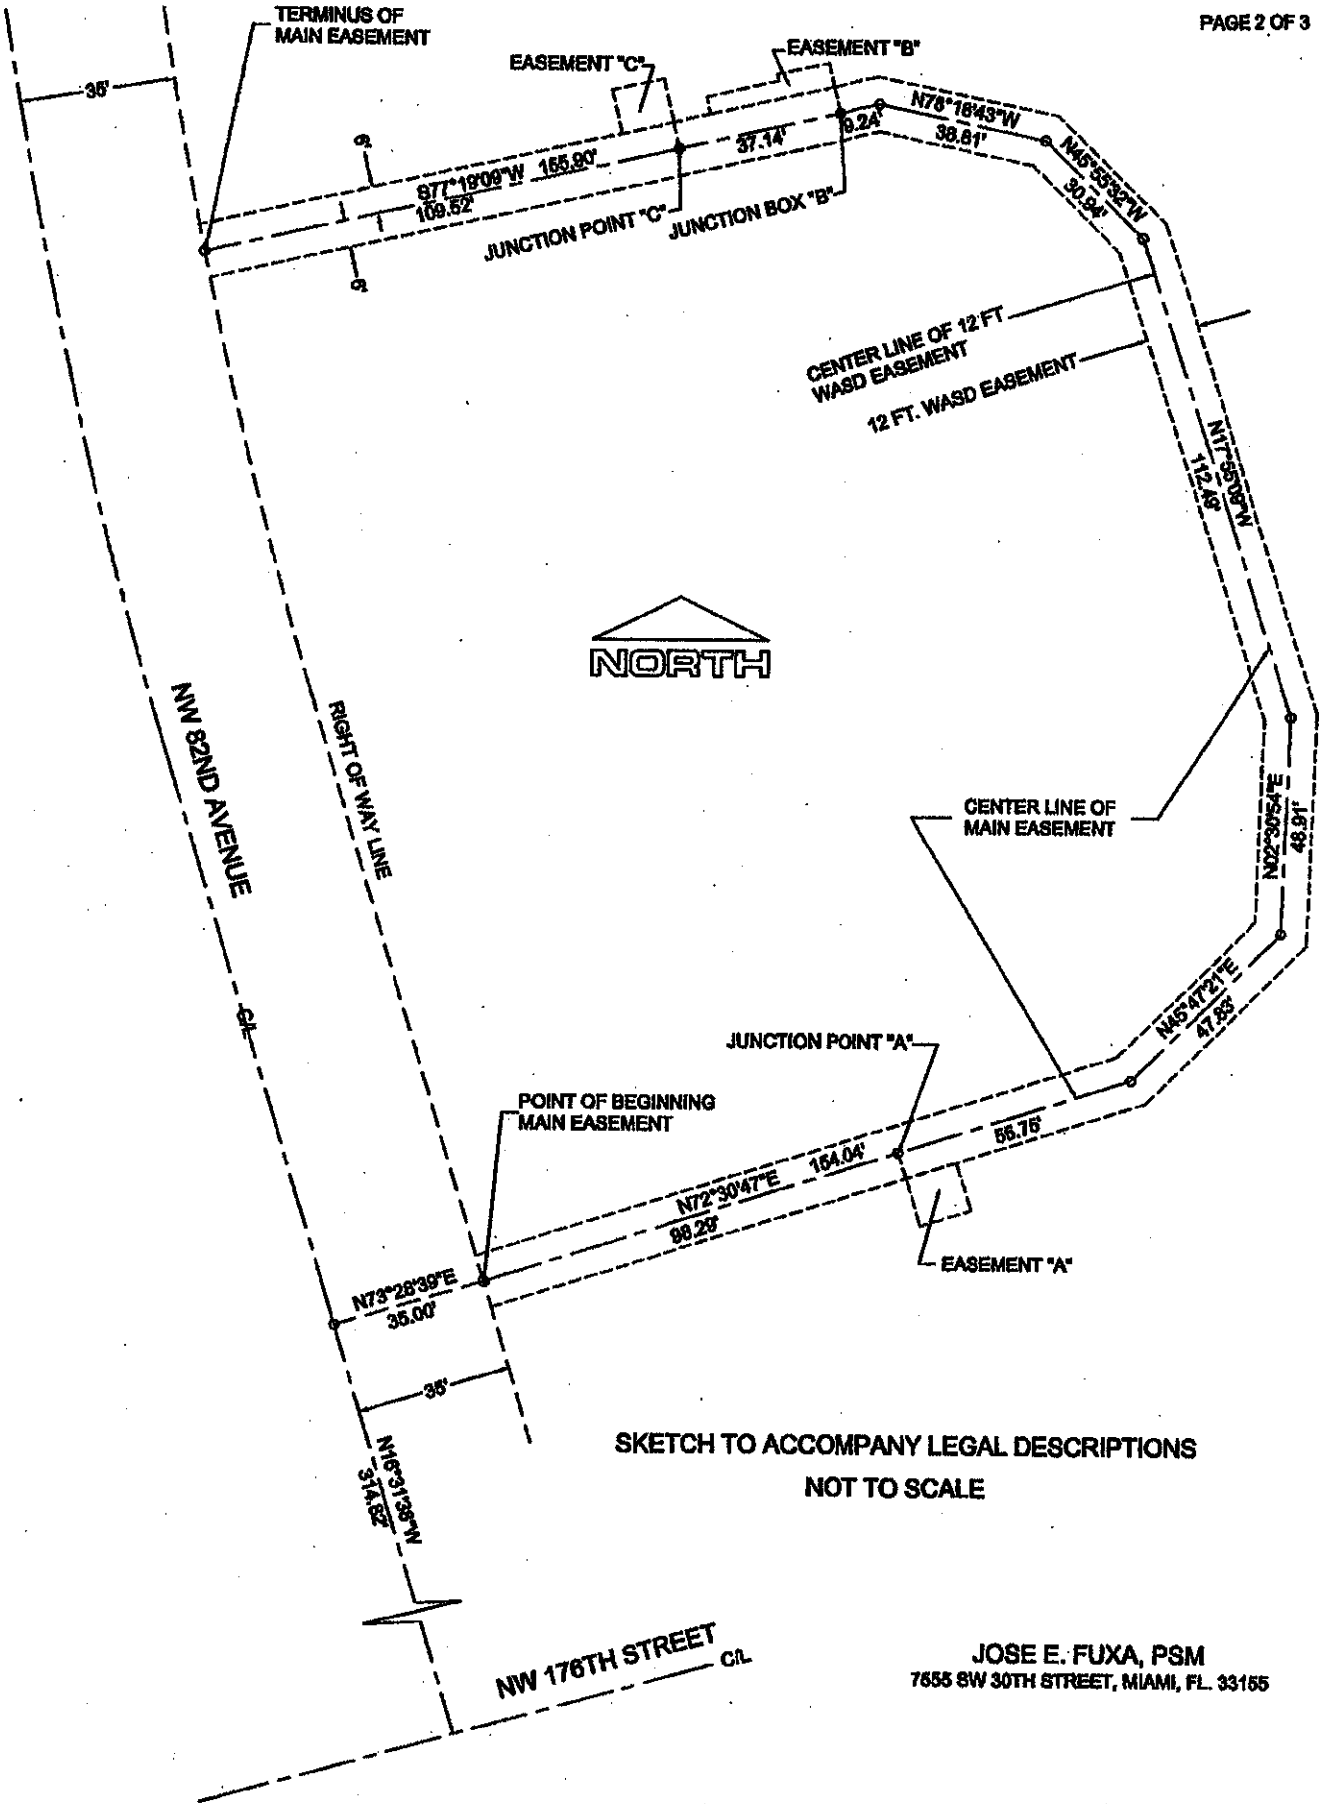 PAGE 2 OF 3
TERMINUS OF
MAIN EASEMENT
35'
EASEMENT "C"
EASEMENT "B"
N78°18'43"W
38.81'
9.24'
37.14'
N45°55'32"W
30.94'
6'
S77°19'09"W 155.90'
109.52'
6'
JUNCTION POINT "C"
JUNCTION BOX "B"
CENTER LINE OF 12 FT
WASD EASEMENT
12 FT. WASD EASEMENT
N17°55'09"W
112.49'
NORTH
NW 82ND AVENUE
RIGHT OF WAY LINE
CENTER LINE OF
MAIN EASEMENT
N02°30'54"E
48.91'
C/L
N45°47'21"E
47.83'
JUNCTION POINT "A"
POINT OF BEGINNING
MAIN EASEMENT
55.75'
N72°30'47"E 154.04'
98.29'
EASEMENT "A"
N73°28'39"E
35.00'
35'
SKETCH TO ACCOMPANY LEGAL DESCRIPTIONS
NOT TO SCALE
N16°31'38"W
314.82'
NW 176TH STREET
C/L
JOSE E. FUXA, PSM
7555 SW 30TH STREET, MIAMI, FL. 33155